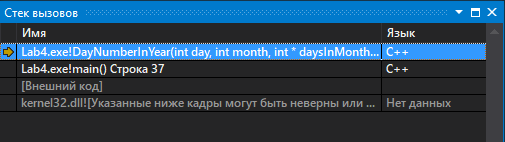 Стек вызовов
Имя Язык
Lab4.exe!DayNumberInYear(int day, int month, int * daysInMonth... C++
Lab4.exe!main() Строка 37 C++
[Внешний код]
kernel32.dll![Указанные ниже кадры могут быть неверны или ... Нет данных